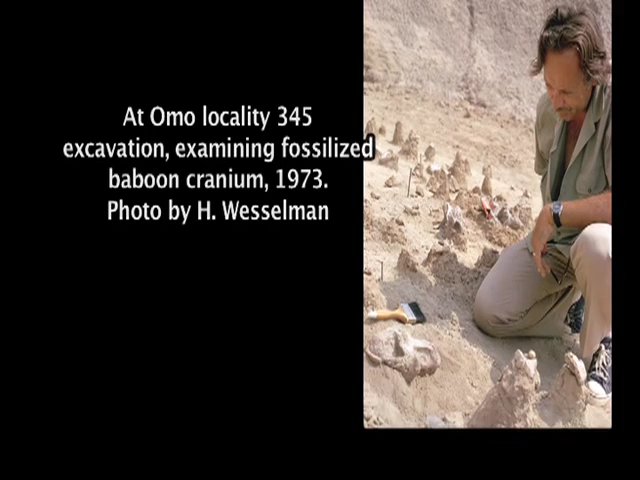 At Omo locality 345
excavation, examining fossilized
baboon cranium, 1973.
Photo by H. Wesselman